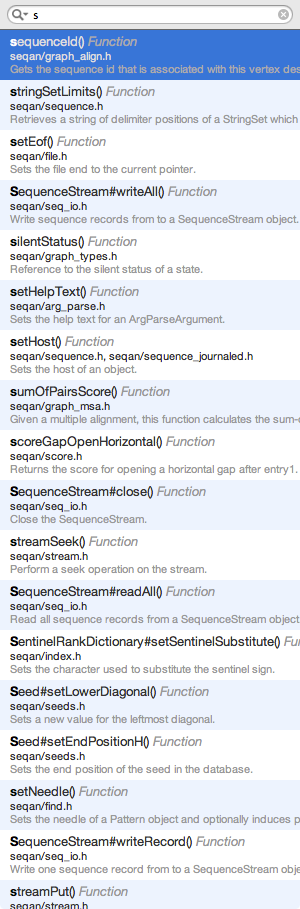 s
sequenceId() Function
seqan/graph_align.h
Gets the sequence id that is associated with this vertex des
stringSetLimits() Function
seqan/sequence.h
Retrieves a string of delimiter positions of a StringSet which
setEof() Function
seqan/file.h
Sets the file end to the current pointer.
SequenceStream#writeAll() Function
seqan/seq_io.h
Write sequence records from to a SequenceStream object.
silentStatus() Function
seqan/graph_types.h
Reference to the silent status of a state.
setHelpText() Function
seqan/arg_parse.h
Sets the help text for an ArgParseArgument.
setHost() Function
seqan/sequence.h, seqan/sequence_journaled.h
Sets the host of an object.
sumOfPairsScore() Function
seqan/graph_msa.h
Given a multiple alignment, this function calculates the sum-o
scoreGapOpenHorizontal() Function
seqan/score.h
Returns the score for opening a horizontal gap after entry1.
SequenceStream#close() Function
seqan/seq_io.h
Close the SequenceStream.
streamSeek() Function
seqan/stream.h
Perform a seek operation on the stream.
SequenceStream#readAll() Function
seqan/seq_io.h
Read all sequence records from a SequenceStream object
SentinelRankDictionary#setSentinelSubstitute() Fun
seqan/index.h
Sets the character used to substitute the sentinel sign.
Seed#setLowerDiagonal() Function
seqan/seeds.h
Sets a new value for the leftmost diagonal.
Seed#setEndPositionH() Function
seqan/seeds.h
Sets the end position of the seed in the database.
setNeedle() Function
seqan/find.h
Sets the needle of a Pattern object and optionally induces p
SequenceStream#writeRecord() Function
seqan/seq_io.h
Write one sequence record from to a SequenceStream obje
streamPut() Function
seqan/stream.h